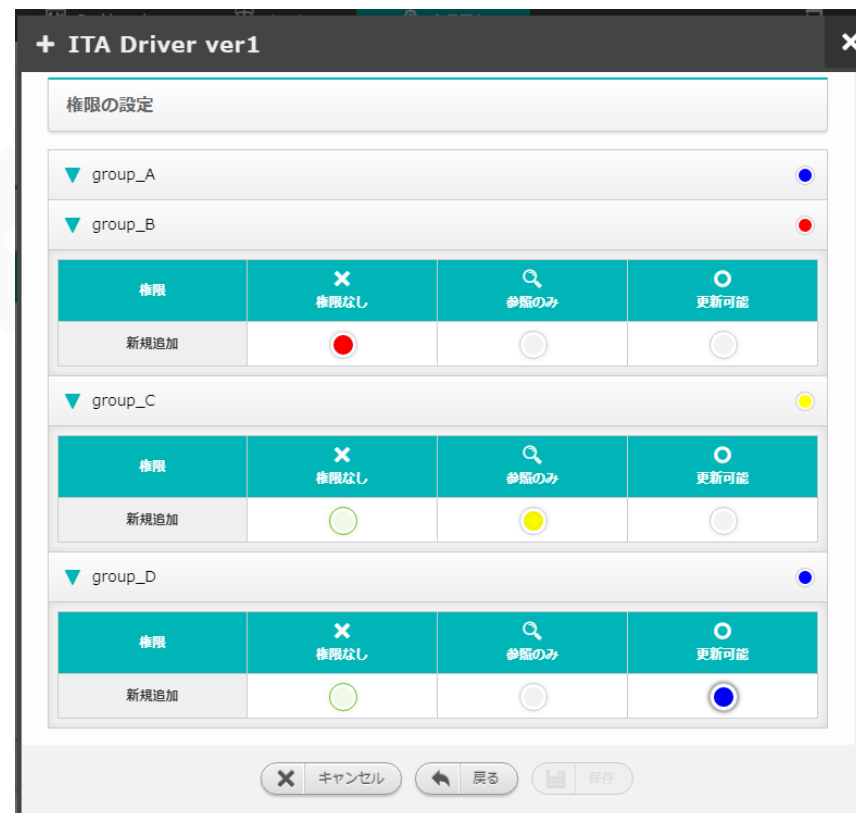 ITA Driver ver1
権限の設定
group_A
group_B
権限 権限なし 参照のみ 更新可能
新規追加
group_C
権限 権限なし 参照のみ 更新可能
新規追加
group_D
権限 権限なし 参照のみ 更新可能
新規追加
キャンセル 戻る 保存